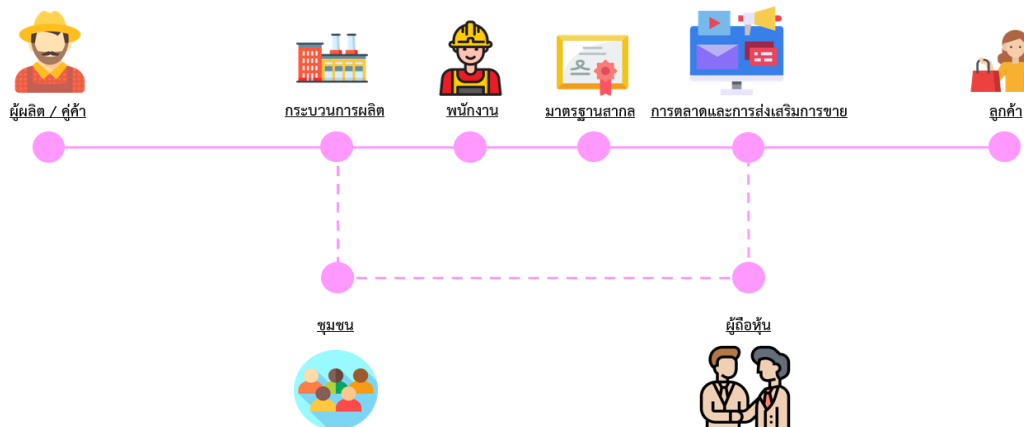 ผู้ผลิต / คู่ค้า
กระบวนการผลิต
พนักงาน
มาตรฐานสากล
การตลาดและการส่งเสริมการขาย
ลูกค้า
ชุมชน
ผู้ถือหุ้น